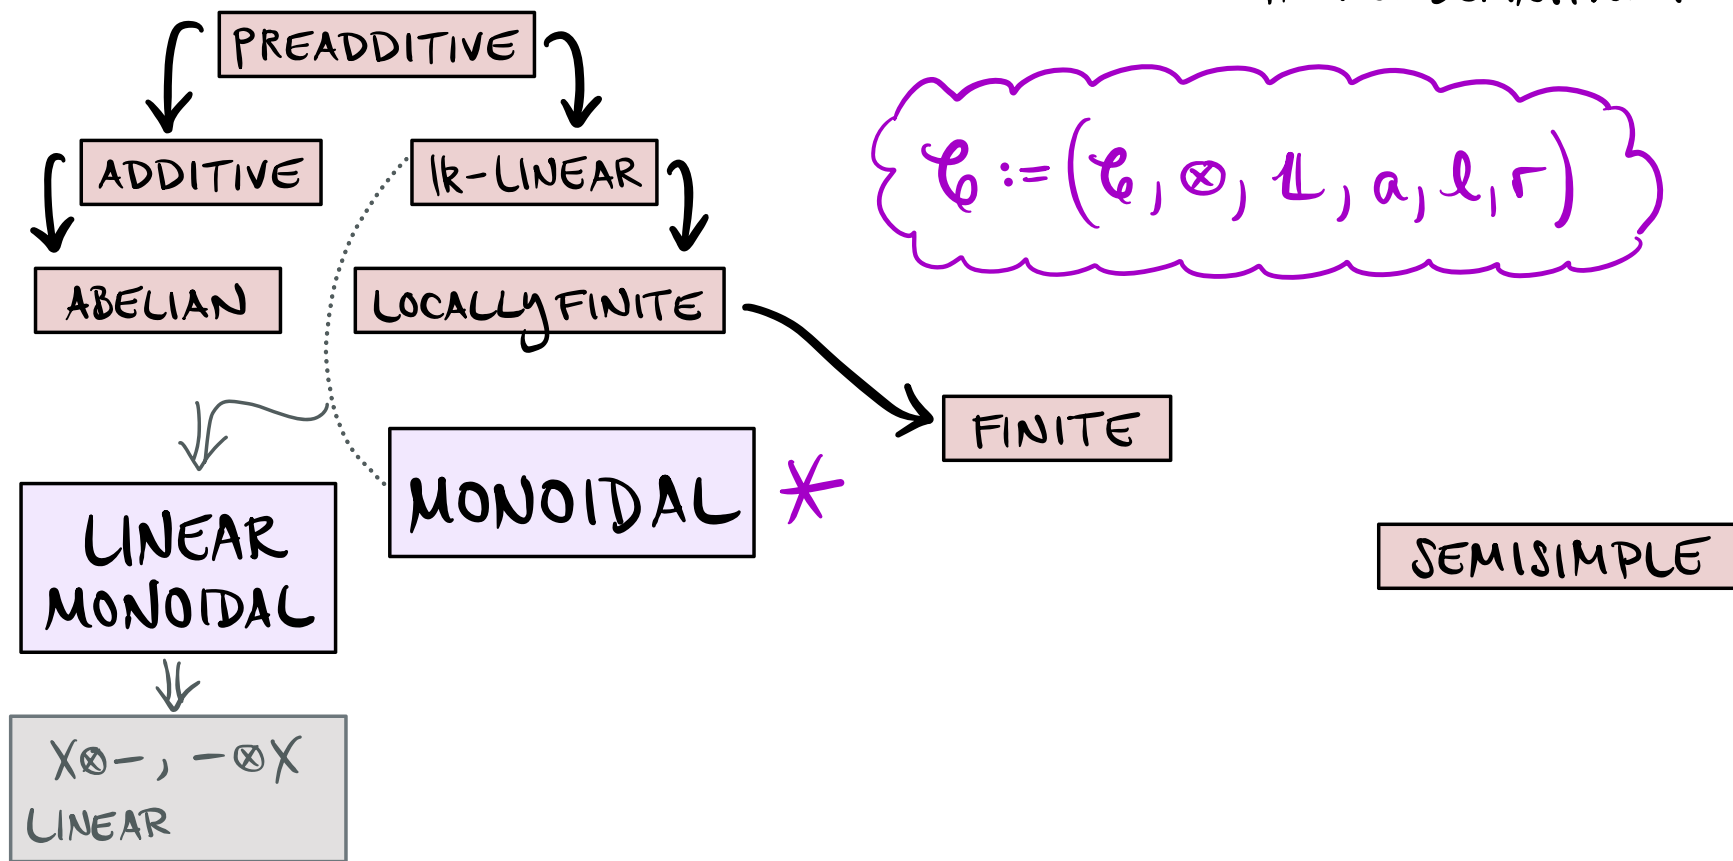 PREADDITIVE
ADDITIVE
𝕜-LINEAR
𝒞 := (𝒞, ⊗, 𝟙, a, l, r)
ABELIAN
LOCALLY FINITE
FINITE
MONOIDAL *
LINEAR
MONOIDAL
SEMISIMPLE
X⊗-, -⊗X
LINEAR